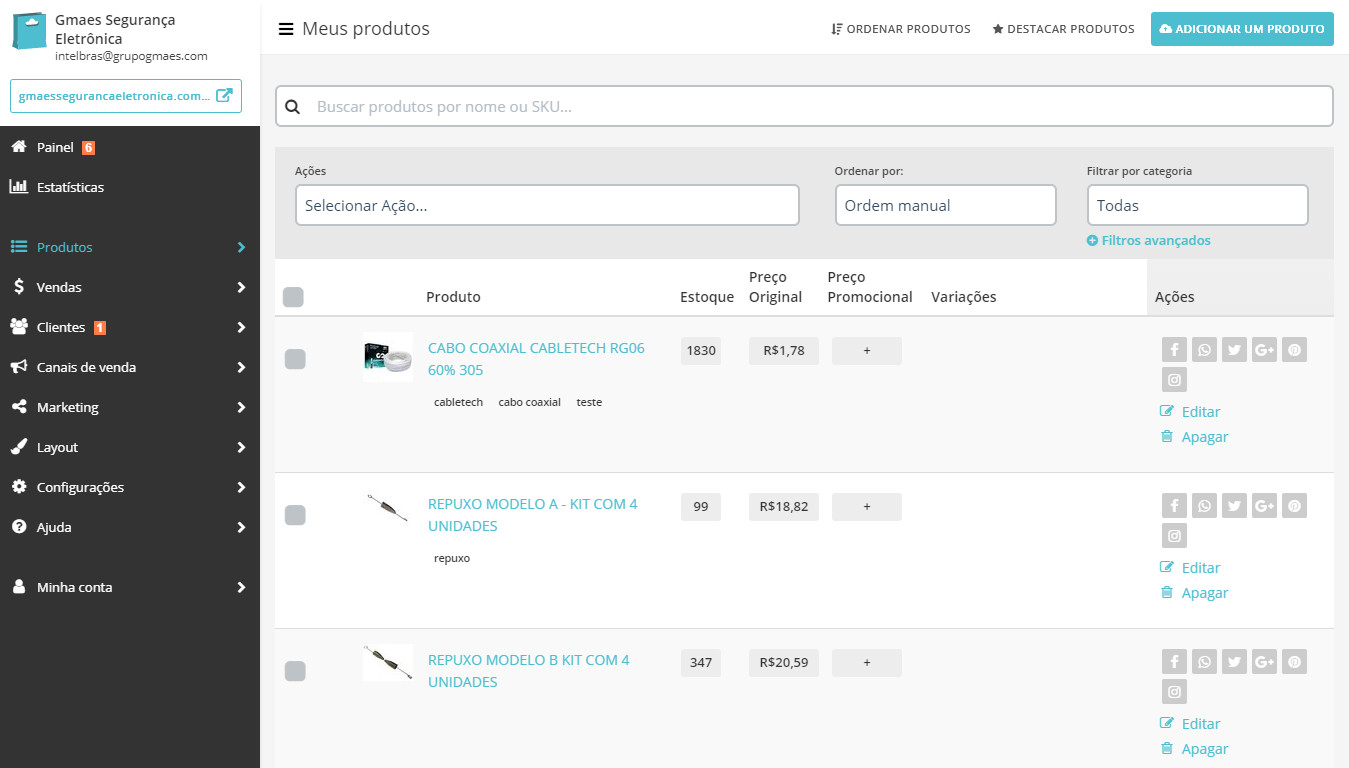 Gmaes Segurança
Eletrônica
intelbras@grupogmaes.com
gmaessegurancaeletronica.com...
Painel 6
Estatísticas
Produtos
Vendas
Clientes 1
Canais de venda
Marketing
Layout
Configurações
Ajuda
Minha conta
Meus produtos
ORDENAR PRODUTOS
DESTACAR PRODUTOS
ADICIONAR UM PRODUTO
Buscar produtos por nome ou SKU...
Ações
Ordenar por:
Filtrar por categoria
Selecionar Ação...
Ordem manual
Todas
Filtros avançados
Produto
Estoque
Preço
Original
Preço
Promocional
Variações
Ações
CABO COAXIAL CABLETECH RG06
60% 305
cabletech cabo coaxial teste
1830
R$1,78
+
Editar
Apagar
REPUXO MODELO A - KIT COM 4
UNIDADES
repuxo
99
R$18,82
+
Editar
Apagar
REPUXO MODELO B KIT COM 4
UNIDADES
347
R$20,59
+
Editar
Apagar